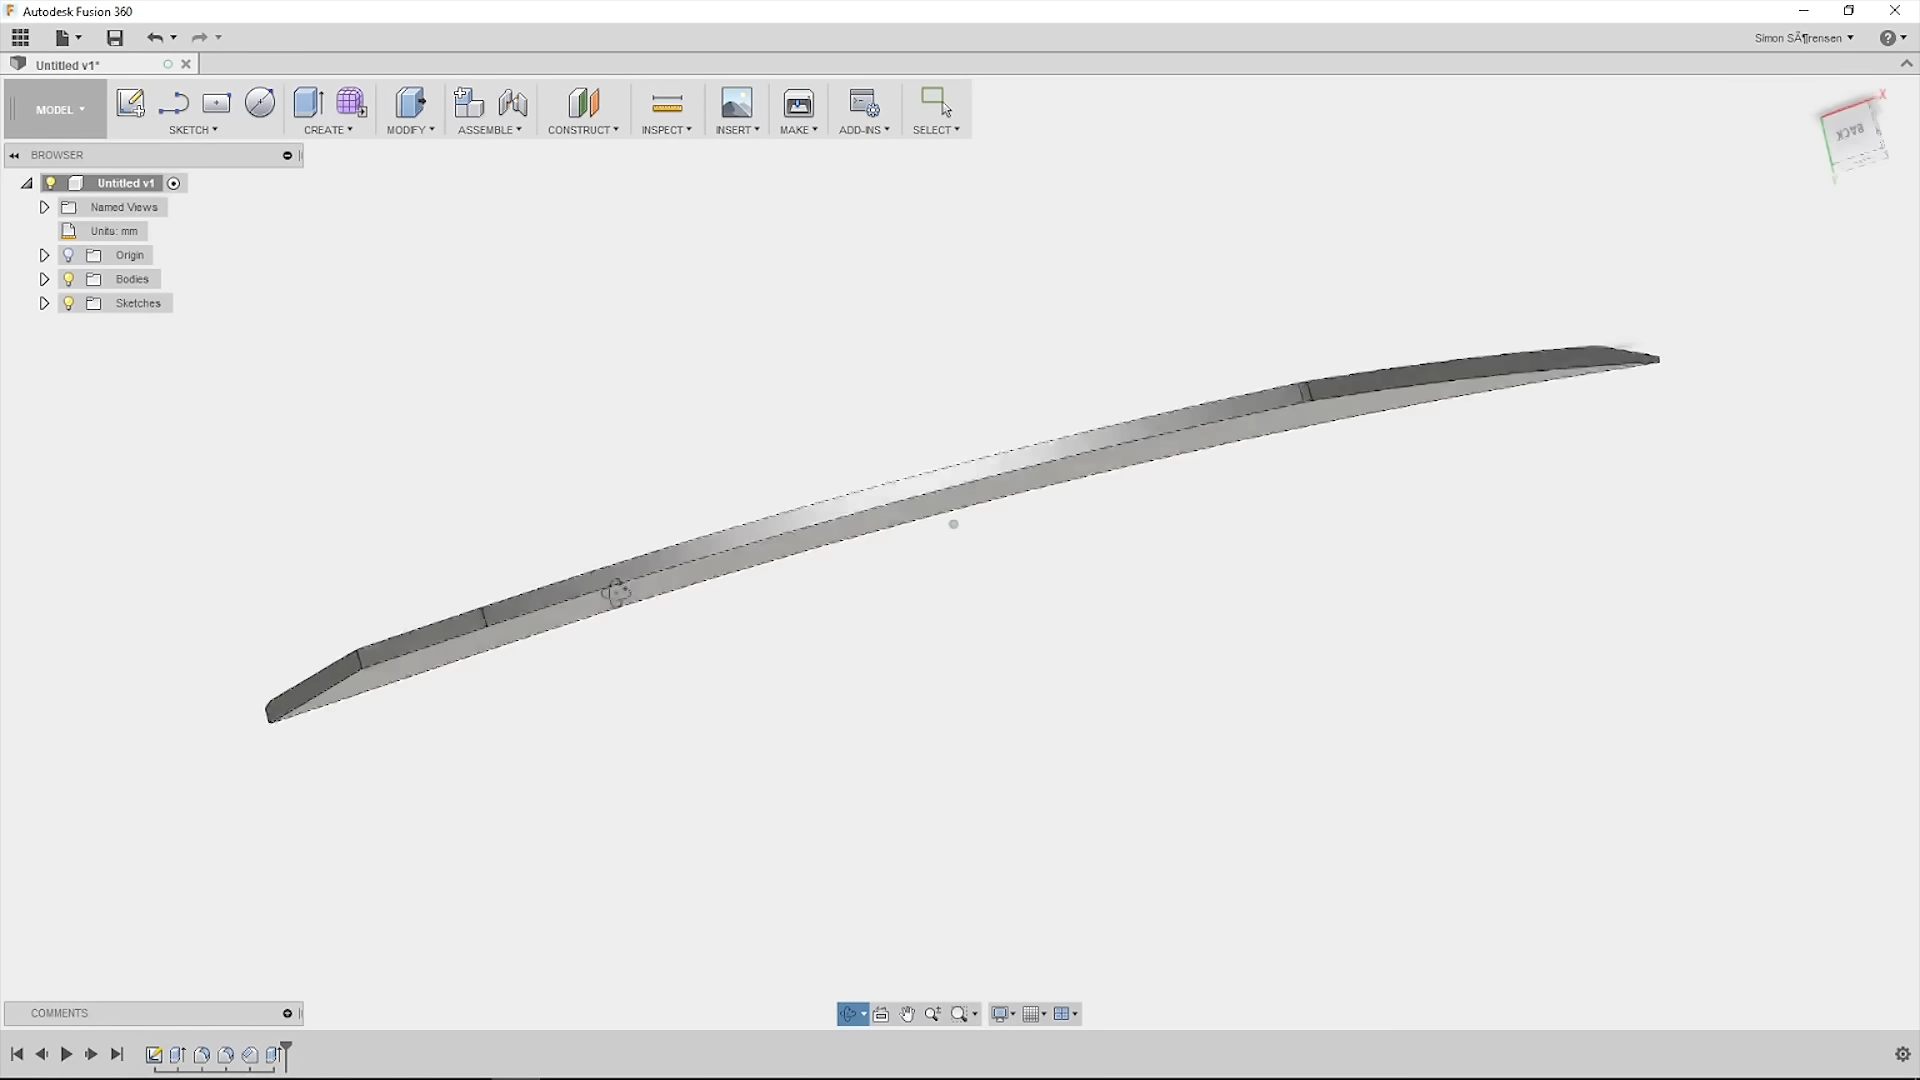 Autodesk Fusion 360
Simon SÃ¶rensen
Untitled v1*
MODEL
SKETCH
CREATE
MODIFY
ASSEMBLE
CONSTRUCT
INSPECT
INSERT
MAKE
ADD-INS
SELECT
BROWSER
X
BACK
Untitled v1
Named Views
Units: mm
Origin
Bodies
Sketches
COMMENTS